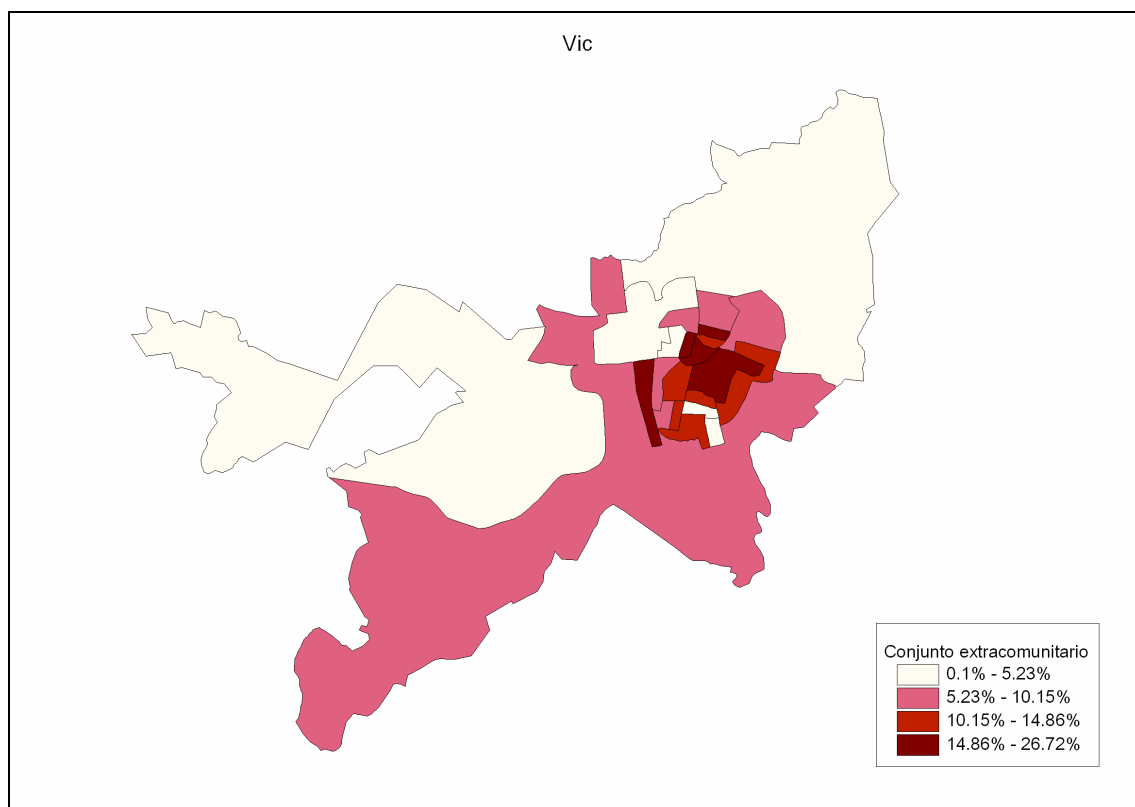 Vic
Conjunto extracomunitario
0.1% - 5.23%
5.23% - 10.15%
10.15% - 14.86%
14.86% - 26.72%